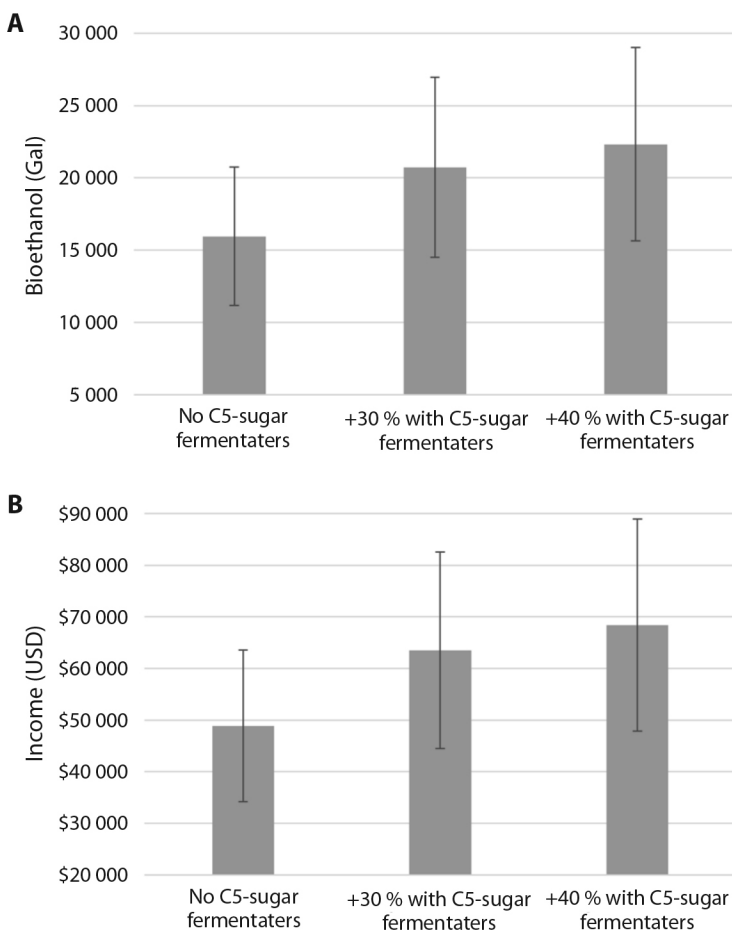 A
Bioethanol (Gal)
30 000
25 000
20 000
15 000
10 000
5 000
No C5-sugar
fermentaters
+30 % with C5-sugar
fermentaters
+40 % with C5-sugar
fermentaters
B
Income (USD)
$90 000
$80 000
$70 000
$60 000
$50 000
$40 000
$30 000
$20 000
No C5-sugar
fermentaters
+30 % with C5-sugar
fermentaters
+40 % with C5-sugar
fermentaters